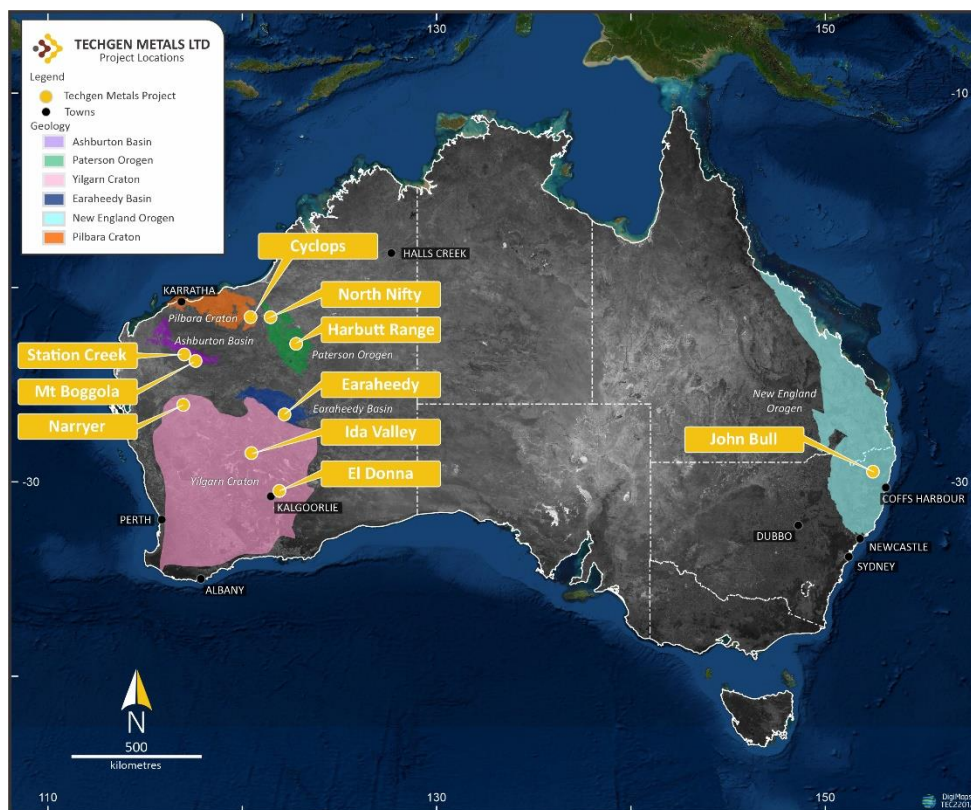 130
150
TECHGEN METALS LTD
Project Locations
Legend
Techgen Metals Project
Towns
Geology
Ashburton Basin
Paterson Orogen
Yilgarn Craton
Earaheedy Basin
New England Orogen
Pilbara Craton
-10
Cyclops
HALLS CREEK
KARRATHA
North Nifty
Pilbara Craton
Harbutt Range
Ashburton Basin
Station Creek
Paterson Orogen
Mt Boggola
Earaheedy
New England
Orogen
Narryer
Earaheedy Basin
Ida Valley
John Bull
El Donna
-30
Yilgarn Craton
-30
KALGOORLIE
COFFS HARBOUR
PERTH
DUBBO
NEWCASTLE
SYDNEY
ALBANY
N
500
kilometres
110
130
150
DigiMaps